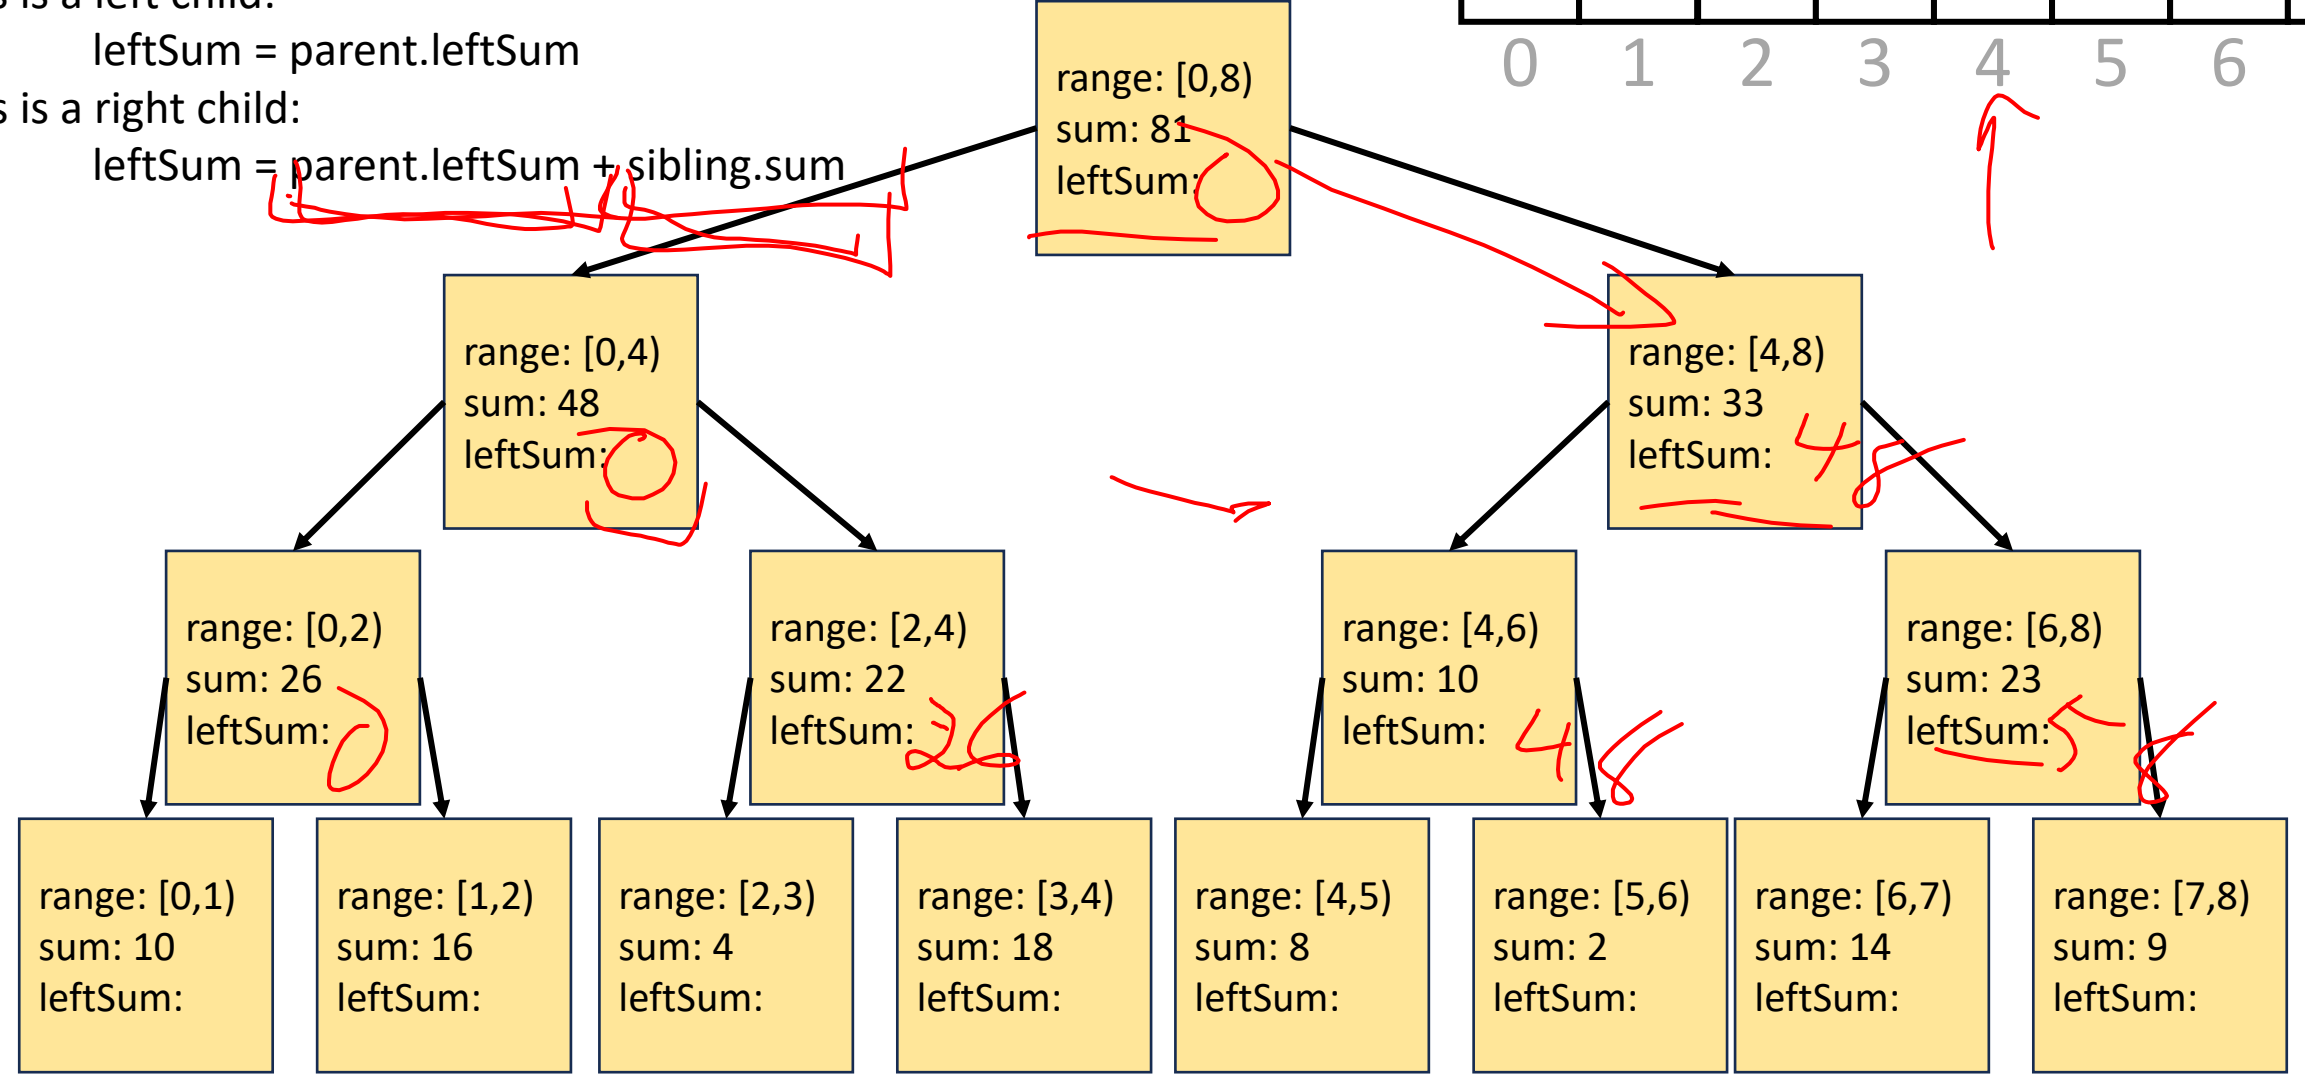 s is a left child:
leftSum = parent.leftSum
s is a right child:
leftSum = parent.leftSum + sibling.sum
0 1 2 3 4 5 6
range: [0,8)
sum: 81
leftSum: 0
range: [0,4)
sum: 48
leftSum: 0
range: [4,8)
sum: 33
leftSum: 48
range: [0,2)
sum: 26
leftSum: 0
range: [2,4)
sum: 22
leftSum: 26
range: [4,6)
sum: 10
leftSum: 48
range: [6,8)
sum: 23
leftSum: 58
range: [0,1)
sum: 10
leftSum:
range: [1,2)
sum: 16
leftSum:
range: [2,3)
sum: 4
leftSum:
range: [3,4)
sum: 18
leftSum:
range: [4,5)
sum: 8
leftSum:
range: [5,6)
sum: 2
leftSum:
range: [6,7)
sum: 14
leftSum:
range: [7,8)
sum: 9
leftSum: